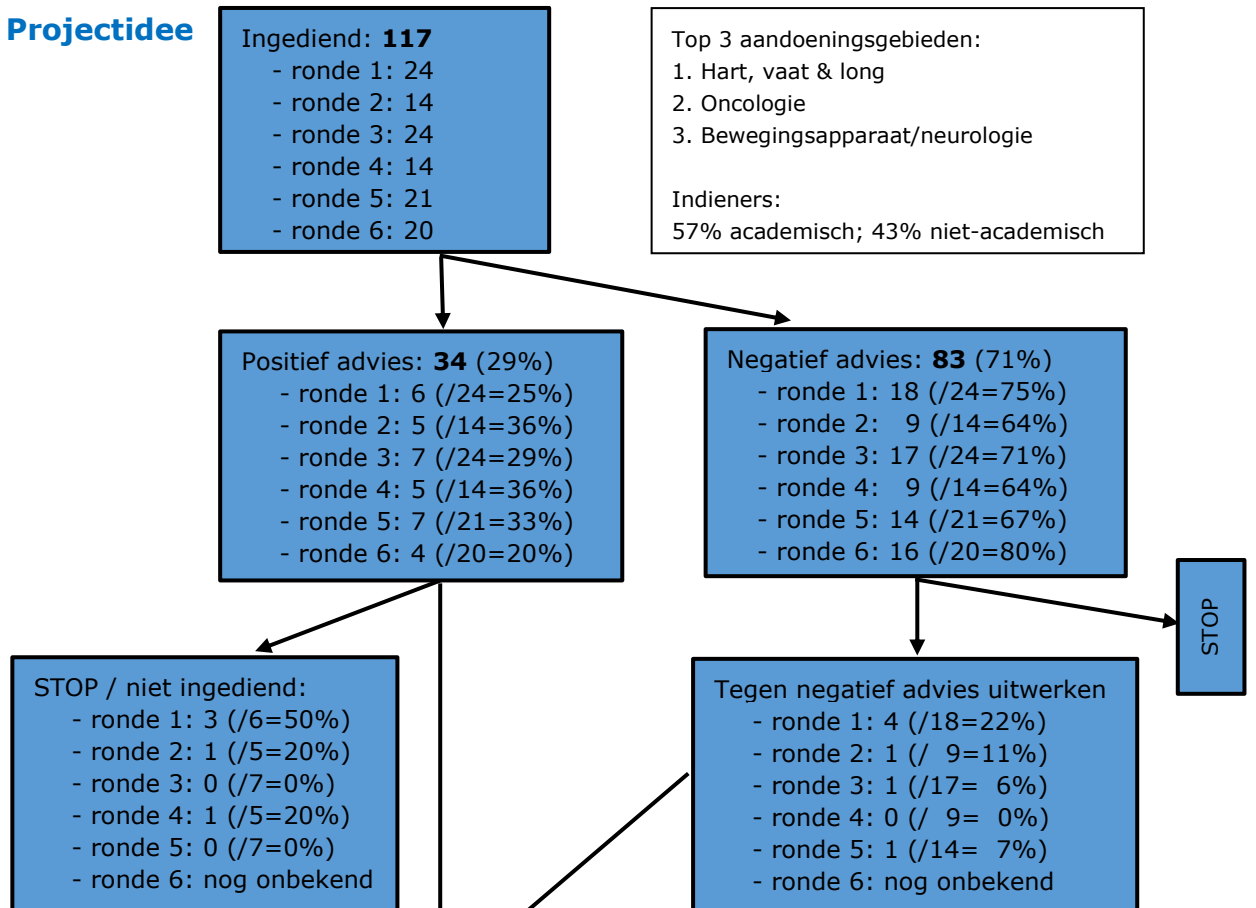 Projectidee
Ingediend: 117
- ronde 1: 24
- ronde 2: 14
- ronde 3: 24
- ronde 4: 14
- ronde 5: 21
- ronde 6: 20
Top 3 aandoeningsgebieden:
1. Hart, vaat & long
2. Oncologie
3. Bewegingsapparaat/neurologie
Indieners:
57% academisch; 43% niet-academisch
Positief advies: 34 (29%)
- ronde 1: 6 (/24=25%)
- ronde 2: 5 (/14=36%)
- ronde 3: 7 (/24=29%)
- ronde 4: 5 (/14=36%)
- ronde 5: 7 (/21=33%)
- ronde 6: 4 (/20=20%)
Negatief advies: 83 (71%)
- ronde 1: 18 (/24=75%)
- ronde 2: 9 (/14=64%)
- ronde 3: 17 (/24=71%)
- ronde 4: 9 (/14=64%)
- ronde 5: 14 (/21=67%)
- ronde 6: 16 (/20=80%)
STOP
STOP / niet ingediend:
- ronde 1: 3 (/6=50%)
- ronde 2: 1 (/5=20%)
- ronde 3: 0 (/7=0%)
- ronde 4: 1 (/5=20%)
- ronde 5: 0 (/7=0%)
- ronde 6: nog onbekend
Tegen negatief advies uitwerken
- ronde 1: 4 (/18=22%)
- ronde 2: 1 (/ 9=11%)
- ronde 3: 1 (/17= 6%)
- ronde 4: 0 (/ 9= 0%)
- ronde 5: 1 (/14= 7%)
- ronde 6: nog onbekend